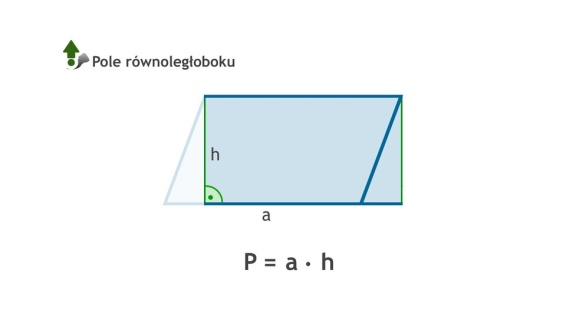 Pole równoległoboku
h
a
P = a · h